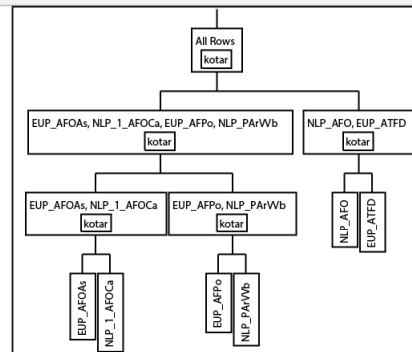 All Rows
kotar
EUP_AFOAs, NLP_1_AFOCa, EUP_AFPo, NLP_PArWb
kotar
NLP_AFO, EUP_ATFD
kotar
EUP_AFOAs, NLP_1_AFOCa
kotar
EUP_AFPo, NLP_PArWb
kotar
NLP_AFO
EUP_ATFD
EUP_AFOAs
NLP_1_AFOCa
EUP_AFPo
NLP_PArWb